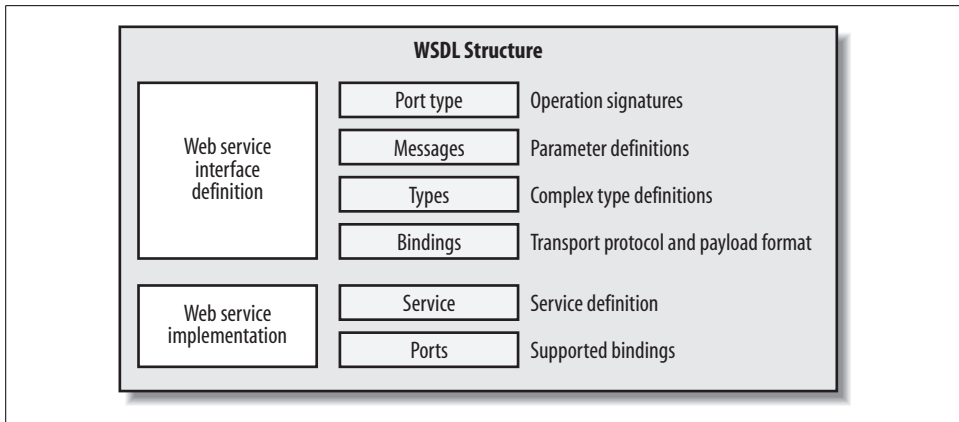 WSDL Structure
Web service
interface
definition
Port type Operation signatures
Messages Parameter definitions
Types Complex type definitions
Bindings Transport protocol and payload format
Web service
implementation
Service Service definition
Ports Supported bindings